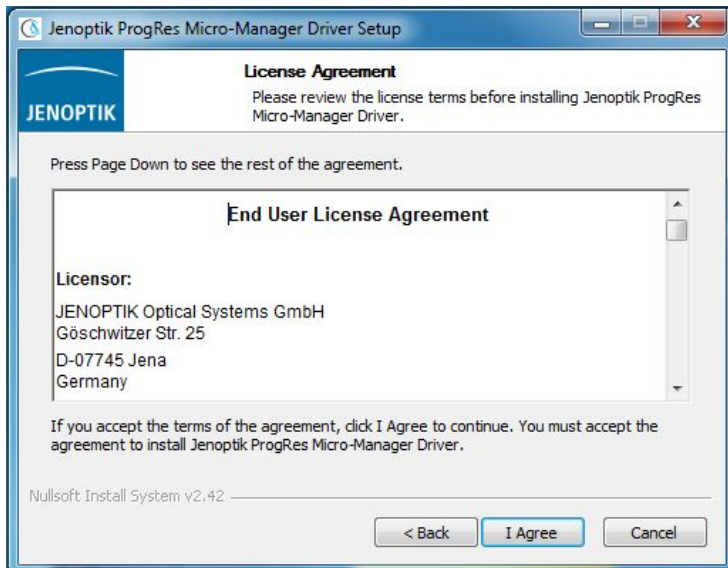 Jenoptik ProgRes Micro-Manager Driver Setup
JENOPTIK
License Agreement
Please review the license terms before installing Jenoptik ProgRes
Micro-Manager Driver.
Press Page Down to see the rest of the agreement.
End User License Agreement
Licensor:
JENOPTIK Optical Systems GmbH
Göschwitzer Str. 25
D-07745 Jena
Germany
If you accept the terms of the agreement, click I Agree to continue. You must accept the
agreement to install Jenoptik ProgRes Micro-Manager Driver.
Nullsoft Install System v2.42
< Back
I Agree
Cancel